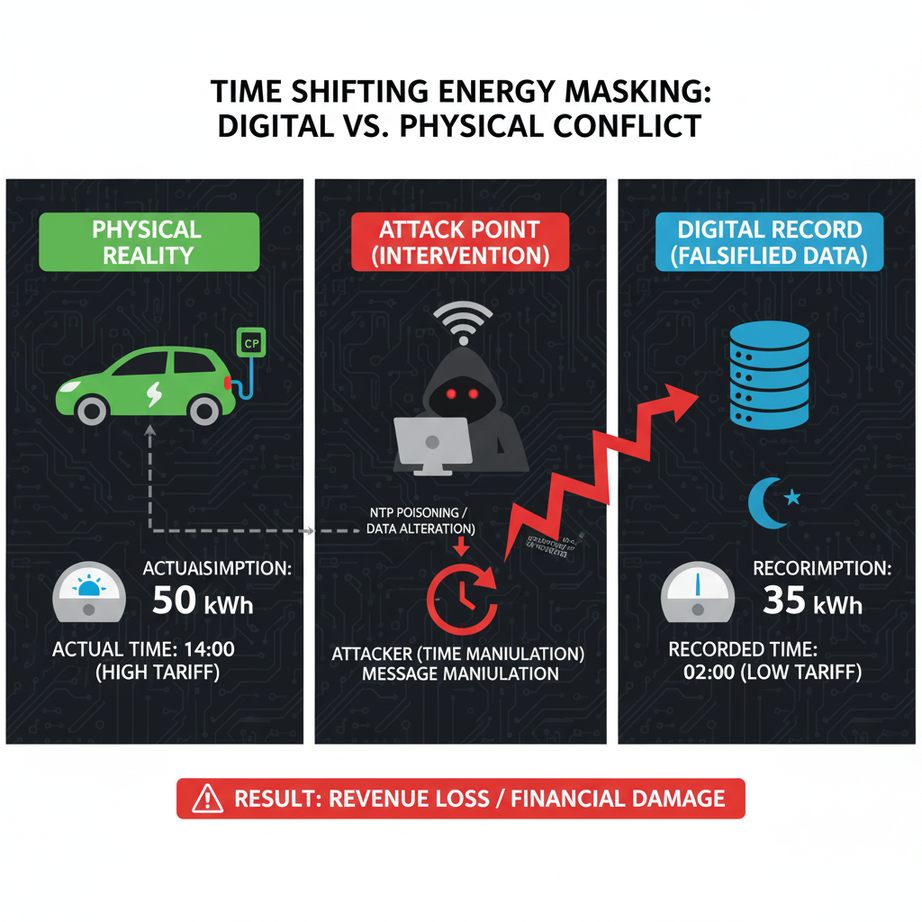 TIME SHIFTING ENERGY MASKING:
DIGITAL VS. PHYSICAL CONFLICT
PHYSICAL
REALITY
CP
ACTUAISIMPTION:
50 kWh
ACTUAL TIME: 14:00
(HIGH TARIFF)
ATTACK POINT
(INTERVENTION)
NTP POISONING /
DATA ALTERATION)
ATTACKER (TIME MANIULATION)
MESSAGE MANIULATION
DIGITAL RECORD
(FALSIFLIED DATA)
RECORIMPTION:
35 kWh
RECORDED TIME:
02:00 (LOW TARIFF)
RESULT: REVENUE LOSS / FINANCIAL DAMAGE